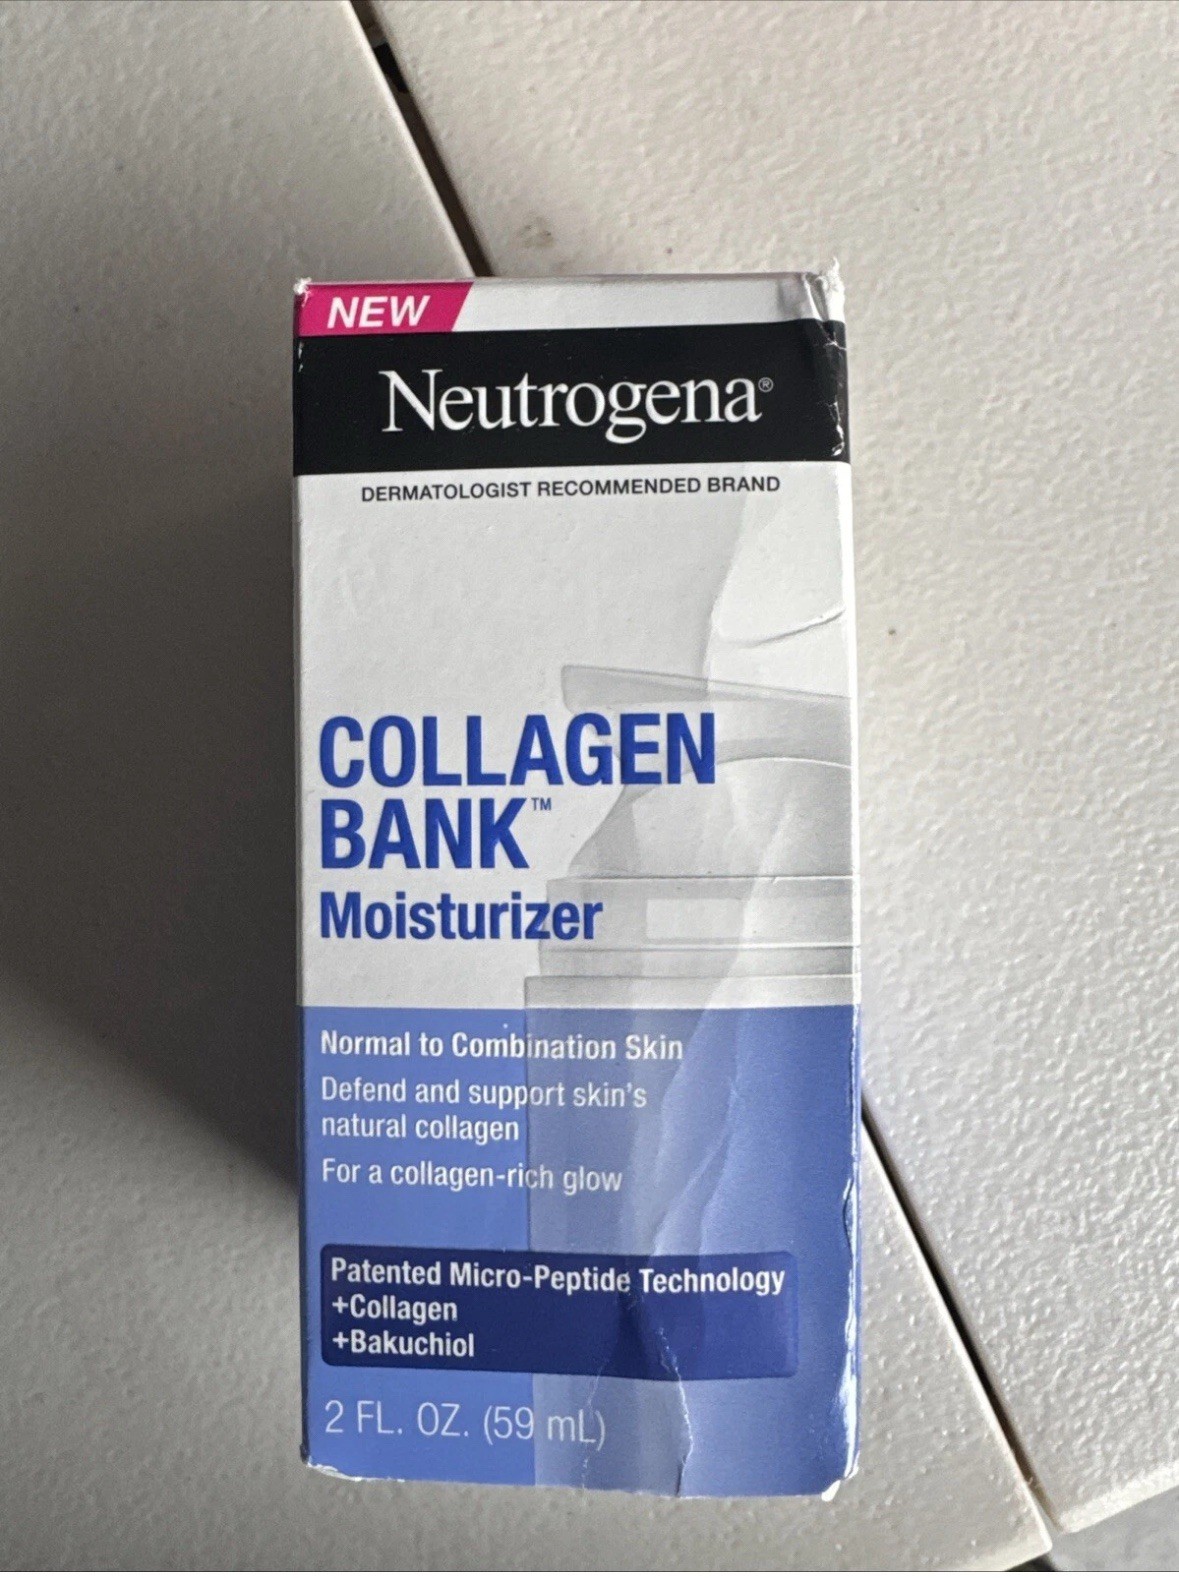 NEW
Neutrogena®
DERMATOLOGIST RECOMMENDED BRAND
COLLAGEN
BANK™
Moisturizer
Normal to Combination Skin
Defend and support skin's
natural collagen
For a collagen-rich glow
Patented Micro-Peptide Technology
+Collagen
+Bakuchiol
2 FL. OZ. (59 mL)